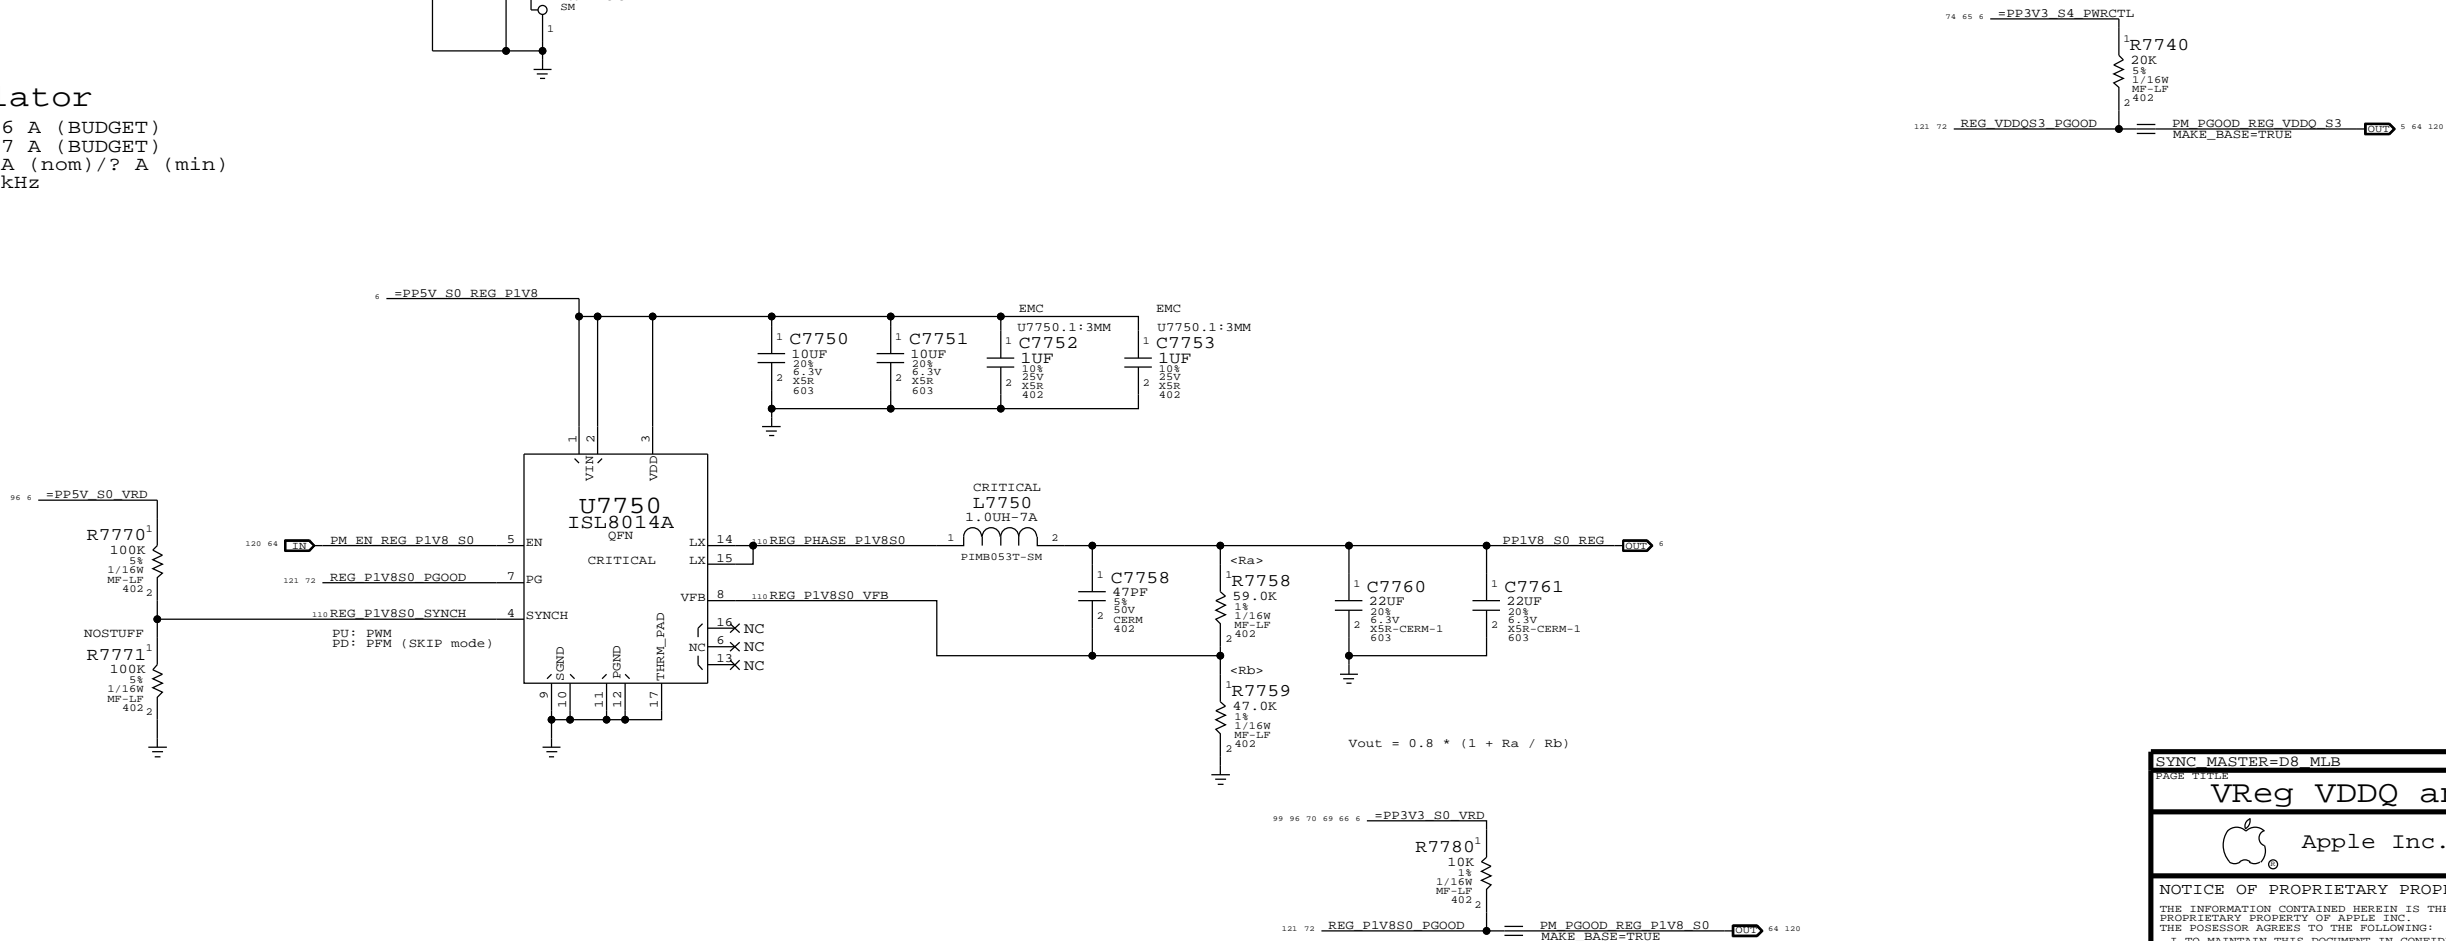 SM
1
lator
6 A (BUDGET)
7 A (BUDGET)
A (nom)/? A (min)
kHz
74 65 6 =PP3V3_S4_PWRCTL
1
R7740
20K
5%
1/16W
MF-LF
402
2
121 72 REG_VDDQS3_PGOOD
PM_PGOOD_REG_VDDQ_S3
MAKE_BASE=TRUE
OUT 5 64 120
6 =PP5V_S0_REG_P1V8
1 C7750
10UF
20%
6.3V
2 X5R
603
1 C7751
10UF
20%
6.3V
2 X5R
603
EMC
U7750.1:3MM
1 C7752
1UF
10%
25V
2 X5R
402
EMC
U7750.1:3MM
1 C7753
1UF
10%
25V
2 X5R
402
1 2 3
VIN VDD
U7750
ISL8014A
QFN
CRITICAL
96 6 =PP5V_S0_VRD
R7770 1
100K
5%
1/16W
MF-LF
402 2
120 64 IN PM_EN_REG_P1V8_S0 5 EN
121 72 REG_P1V8S0_PGOOD 7 PG
110 REG_P1V8S0_SYNCH 4 SYNCH
PU: PWM
PD: PFM (SKIP mode)
NOSTUFF
R7771 1
100K
5%
1/16W
MF-LF
402 2
LX 14 110 REG_PHASE_P1V8S0
LX 15
VFB 8 110 REG_P1V8S0_VFB
16 NC
NC 6 NC
13 NC
SGND PGND THRM_PAD
9 10 11 12 17
CRITICAL
L7750
1.0UH-7A
1 2
PIMB053T-SM
1 C7758
47PF
5%
50V
2 CERM
402
<Ra>
1 R7758
59.0K
1%
1/16W
MF-LF
2 402
<Rb>
1 R7759
47.0K
1%
1/16W
MF-LF
2 402
1 C7760
22UF
20%
6.3V
2 X5R-CERM-1
603
1 C7761
22UF
20%
6.3V
2 X5R-CERM-1
603
PP1V8_S0_REG OUT 6
Vout = 0.8 * (1 + Ra / Rb)
99 96 70 69 66 6 =PP3V3_S0_VRD
R7780 1
10K
1%
1/16W
MF-LF
402 2
121 72 REG_P1V8S0_PGOOD
PM_PGOOD_REG_P1V8_S0
MAKE_BASE=TRUE
OUT 64 120
SYNC_MASTER=D8_MLB
PAGE TITLE
VReg VDDQ a
Apple Inc.
®
NOTICE OF PROPRIETARY PROP
THE INFORMATION CONTAINED HEREIN IS THE
PROPRIETARY PROPERTY OF APPLE INC.
THE POSESSOR AGREES TO THE FOLLOWING:
I TO MAINTAIN THIS DOCUMENT IN CONFID